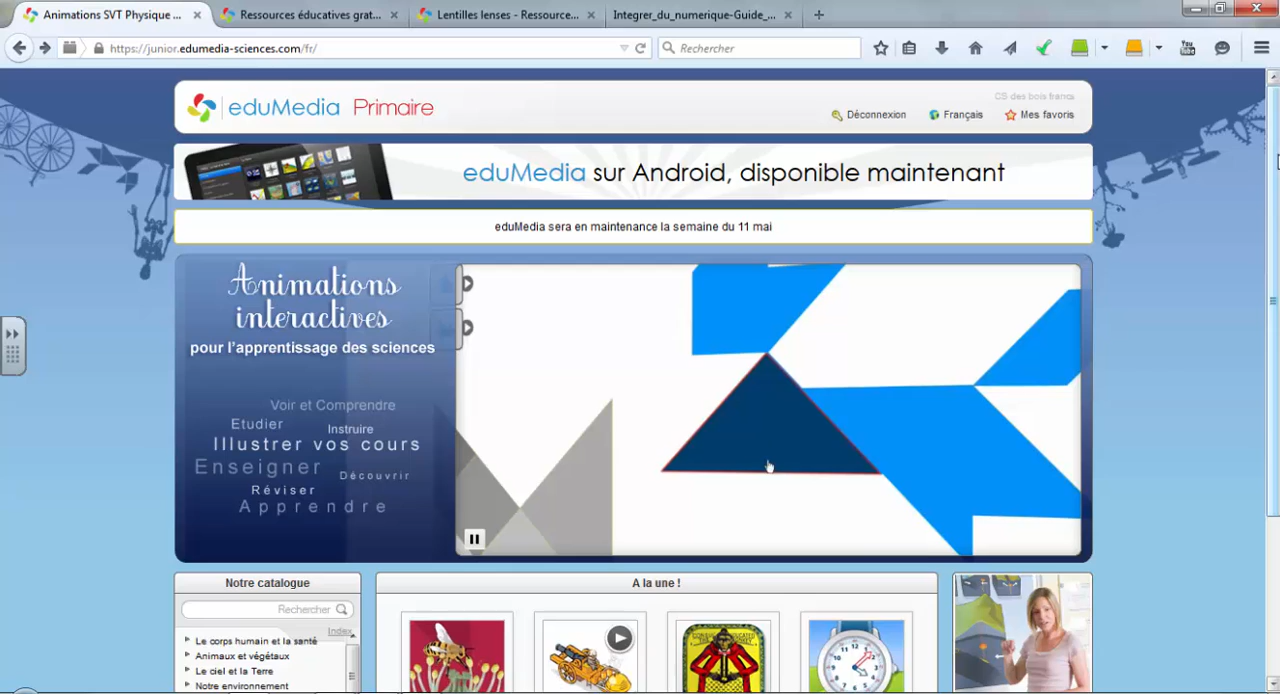 Animations SVT Physique ...
Ressources éducatives grat...
Lentilles lenses - Ressource...
Integrer_du_numerique-Guide_...
https://junior.edumedia-sciences.com/fr/
Rechercher
You
Tube
eduMedia Primaire
CS des bois francs
Déconnexion
Français
Mes favoris
eduMedia sur Android, disponible maintenant
eduMedia sera en maintenance la semaine du 11 mai
Animations
interactives
pour l'apprentissage des sciences
Voir et Comprendre
Etudier
Instruire
Illustrer vos cours
Enseigner
Découvrir
Réviser
Apprendre
Notre catalogue
Rechercher
Index
Le corps humain et la santé
Animaux et végétaux
Le ciel et la Terre
Notre environnement
A la une !